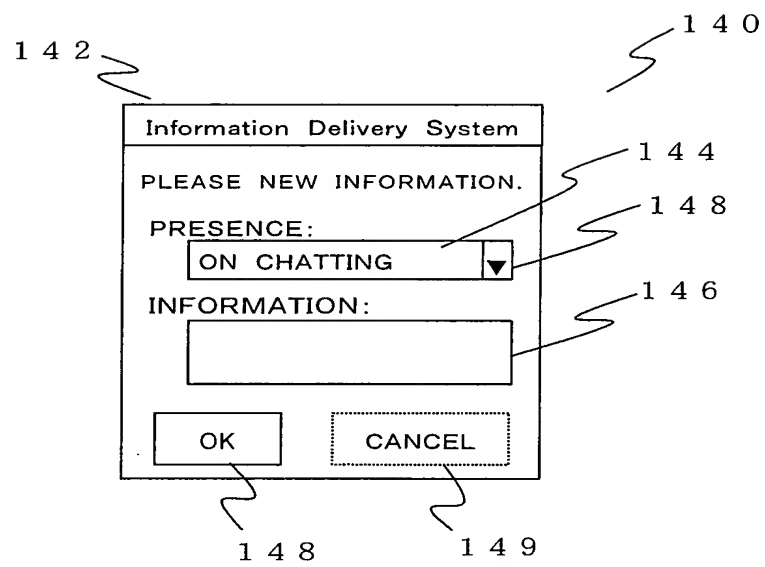 140
142
Information Delivery System
PLEASE NEW INFORMATION.
144
PRESENCE:
148
ON CHATTING
INFORMATION:
146
OK
CANCEL
148
149